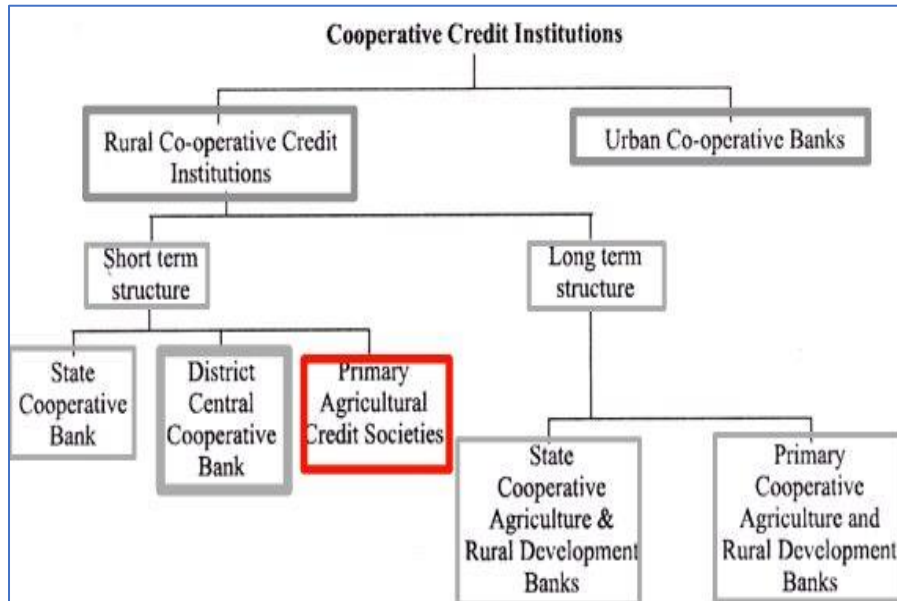 Cooperative Credit Institutions
Rural Co-operative Credit
Institutions
Urban Co-operative Banks
Short term
structure
Long term
structure
State
Cooperative
Bank
District
Central
Cooperative
Bank
Primary
Agricultural
Credit Societies
State
Cooperative
Agriculture &
Rural Development
Banks
Primary
Cooperative
Agriculture and
Rural Development
Banks